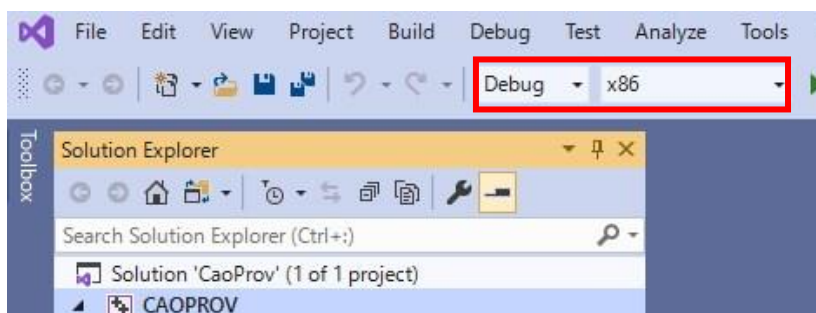 File Edit View Project Build Debug Test Analyze Tools
Debug x86
Toolbox
Solution Explorer
Search Solution Explorer (Ctrl+:)
Solution 'CaoProv' (1 of 1 project)
CAOPROV